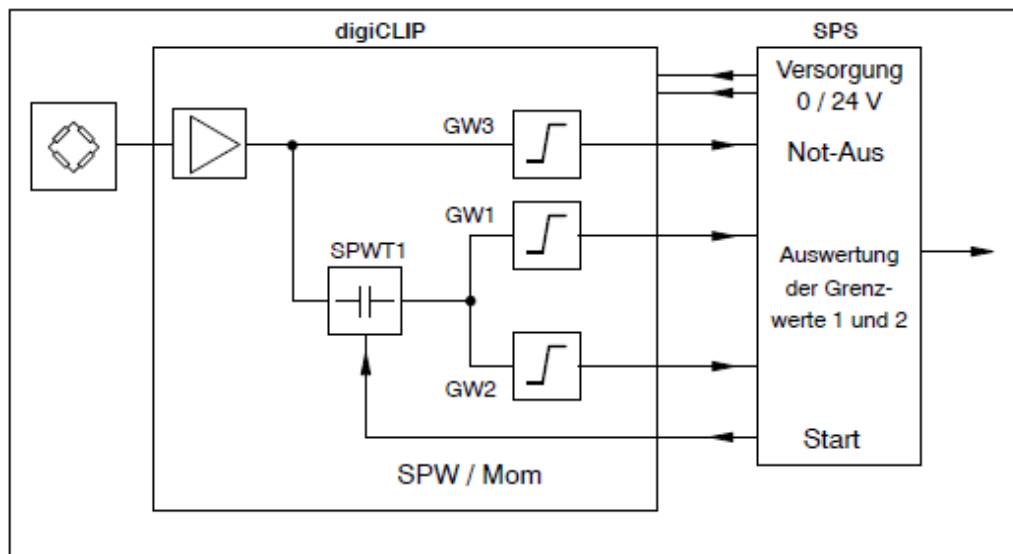 digiCLIP
SPS
Versorgung
0 / 24 V
GW3
Not-Aus
GW1
SPWT1
Auswertung
der Grenz-
werte 1 und 2
GW2
Start
SPW / Mom